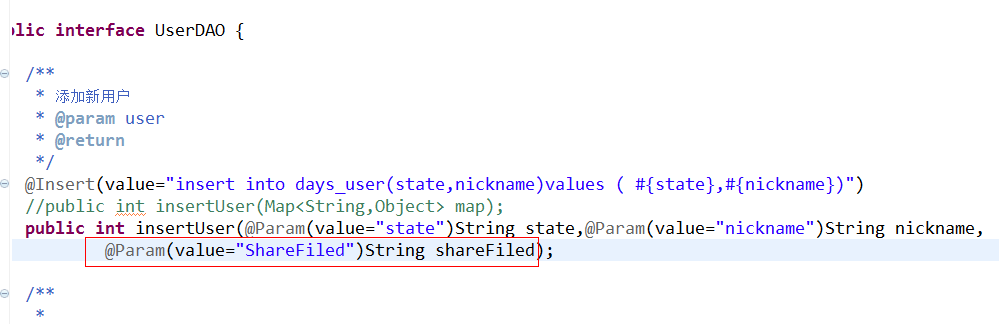 blic interface UserDAO {
/**
* 添加新用户
* @param user
* @return
*/
@Insert(value="insert into days_user(state,nickname)values ( #{state},#{nickname})")
//public int insertUser(Map<String,Object> map);
public int insertUser(@Param(value="state")String state,@Param(value="nickname")String nickname,
@Param(value="ShareFiled")String shareFiled);
/**
*